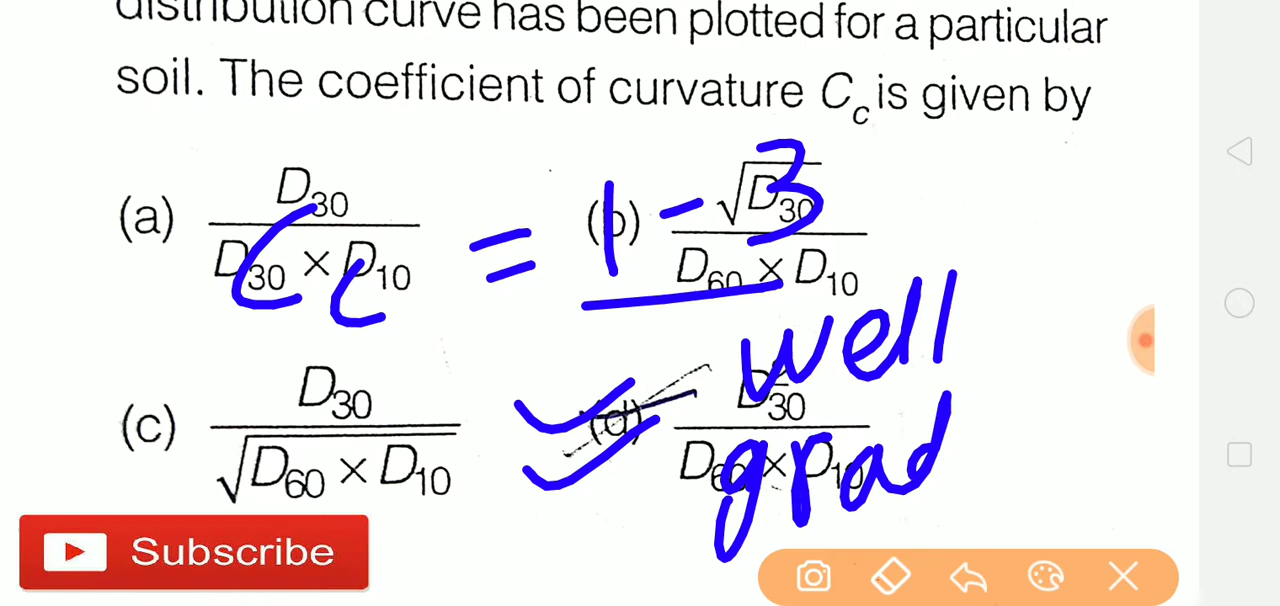 distribution curve has been plotted for a particular
soil. The coefficient of curvature Cc is given by
(a) D30 / D30 × D10
(b) √D30 / D60 × D10
Cc = 1 - 3
well
(c) D30 / √D60 × D10
(d) D²30 / D60 × D10
grad
Subscribe